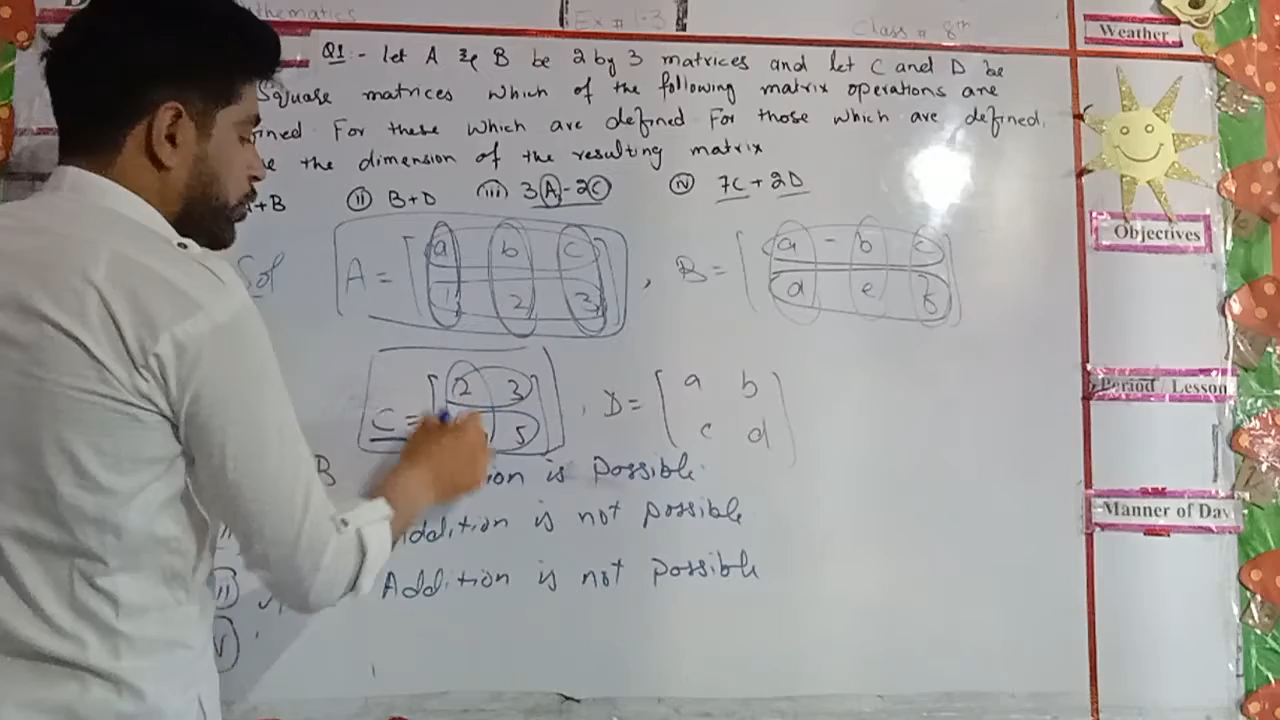 thematics
Ex # 1.3
Class # 8th
Weather
Q1:- let A & B be 2 by 3 matrices and let C and D be
Square matrices which of the following matrix operations are
ined For these which are defined For those which are defined.
e the dimension of the resulting matrix
+B (ii) B+D (iii) 3A-2C (iv) 7C+2D
Objectives
Sol A = [a b c
1 2 3] , B = [a - b c
d e f]
C = [2 3
5] , D = [a b
c d]
Period Lesson
B ion is possible.
Manner of Day
ddition is not possible
Addition is not possible